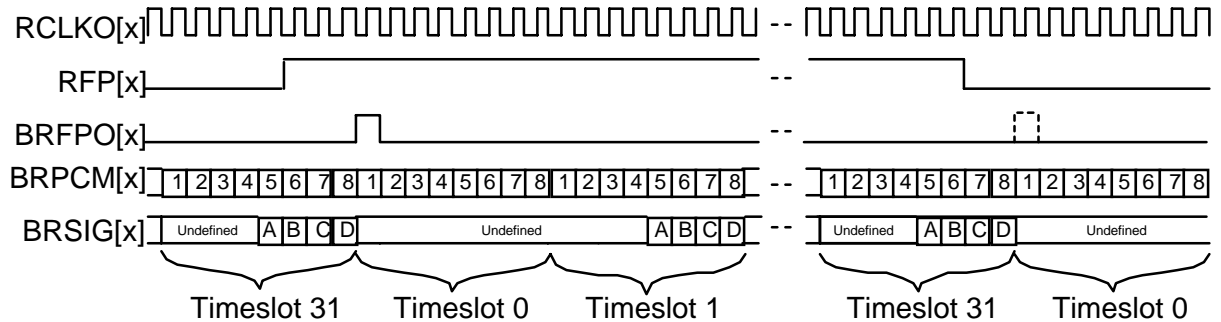 RCLKO[x] - -
RFP[x] - -
BRFPO[x] - -
BRPCM[x] 1 2 3 4 5 6 7 8 1 2 3 4 5 6 7 8 1 2 3 4 5 6 7 8 - - 1 2 3 4 5 6 7 8 1 2 3 4 5 6 7 8
BRSIG[x] Undefined A B C D Undefined A B C D - - Undefined A B C D Undefined
Timeslot 31 Timeslot 0 Timeslot 1 Timeslot 31 Timeslot 0